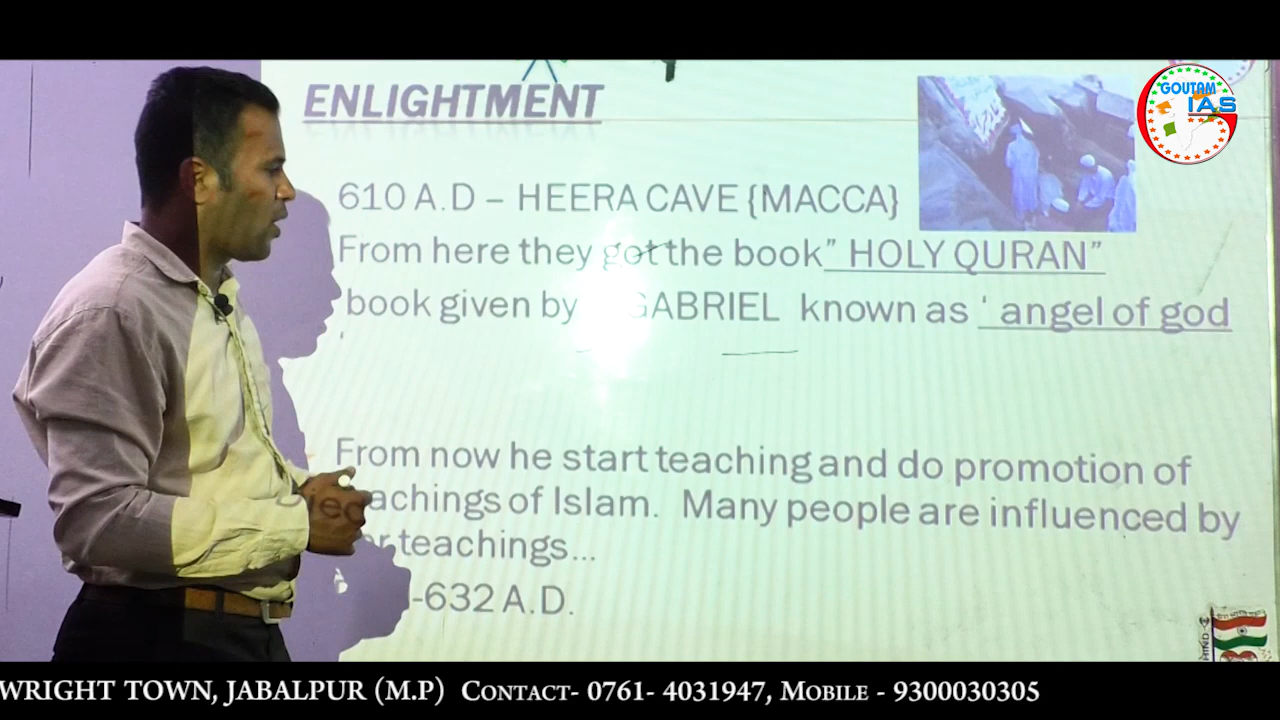 ENLIGHTMENT
GOUTAM
IAS
610 A.D – HEERA CAVE {MACCA}
From here they got the book” HOLY QURAN”
book given by GABRIEL known as ‘ angel of god
‘
From now he start teaching and do promotion of
teachings of Islam. Many people are influenced by
teachings...
-632 A.D.
HIND
WRIGHT TOWN, JABALPUR (M.P) CONTACT- 0761- 4031947, MOBILE - 9300030305